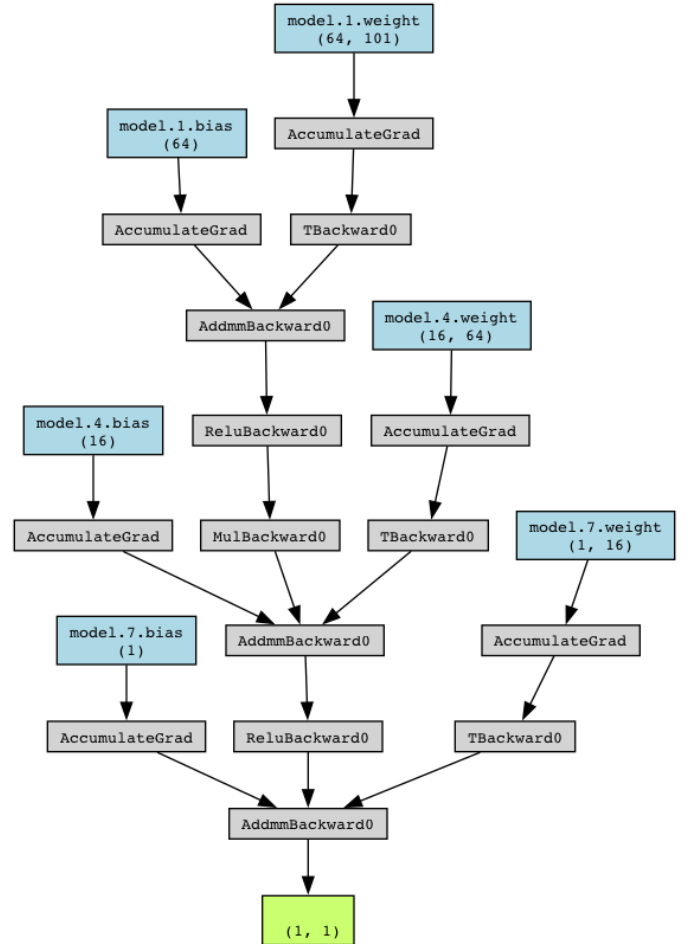 model.1.weight
(64, 101)
model.1.bias
(64)
AccumulateGrad
AccumulateGrad
TBackward0
AddmmBackward0
model.4.weight
(16, 64)
model.4.bias
(16)
ReluBackward0
AccumulateGrad
AccumulateGrad
MulBackward0
TBackward0
model.7.weight
(1, 16)
model.7.bias
(1)
AddmmBackward0
AccumulateGrad
AccumulateGrad
ReluBackward0
TBackward0
AddmmBackward0
(1, 1)